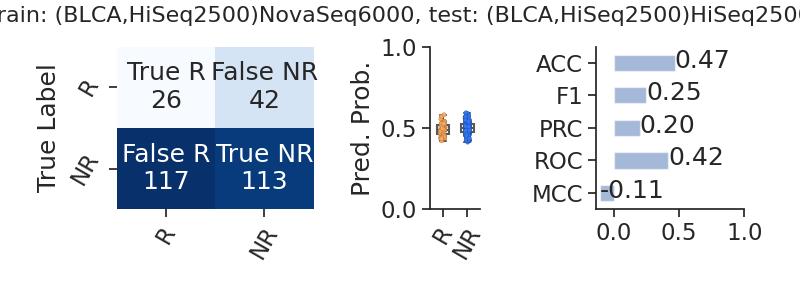 rain: (BLCA,HiSeq2500)NovaSeq6000, test: (BLCA,HiSeq2500)HiSeq250
True Label
R
NR
True R
26
False NR
42
False R
117
True NR
113
R
NR
Pred. Prob.
1.0
0.5
0.0
R
NR
ACC
F1
PRC
ROC
MCC
0.47
0.25
0.20
0.42
-0.11
0.0
0.5
1.0